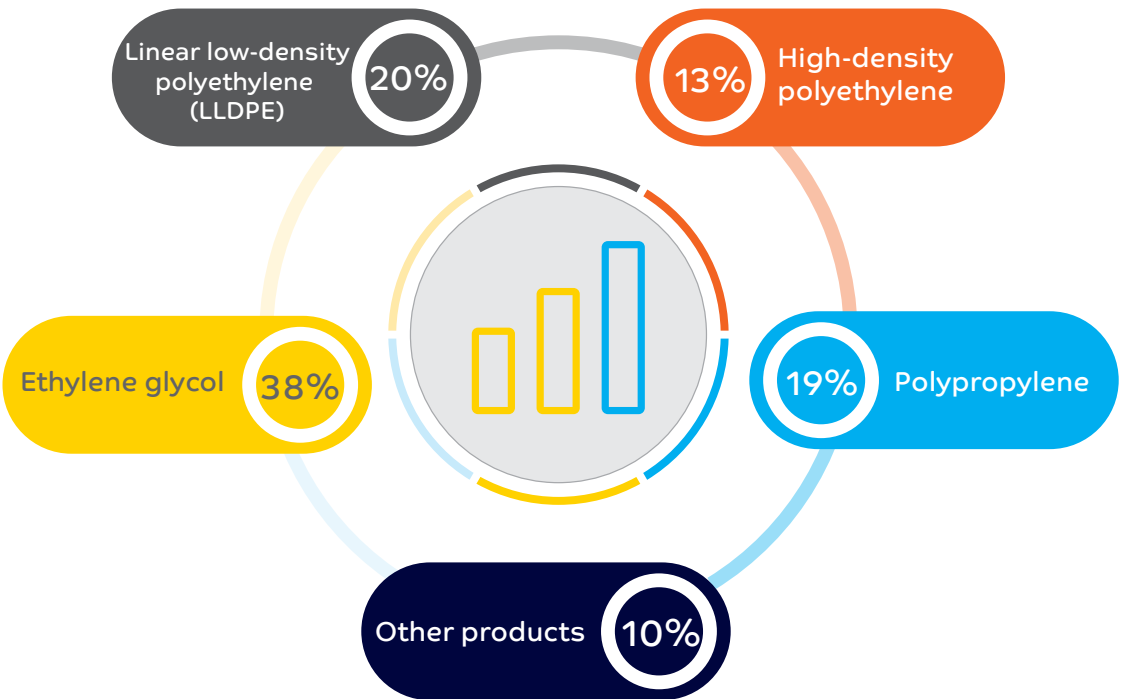 Linear low-density
polyethylene
(LLDPE)
20%
13%
High-density
polyethylene
Ethylene glycol
38%
19%
Polypropylene
Other products
10%